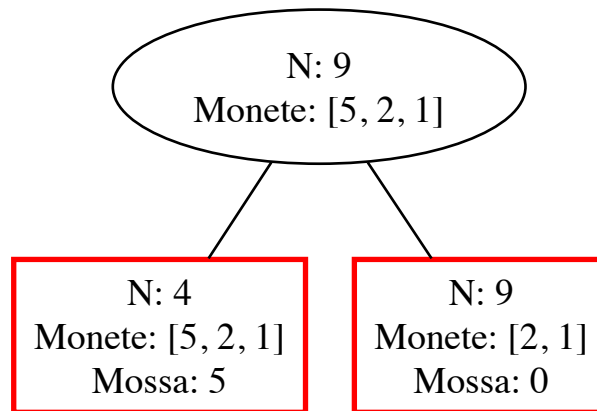 N: 9
Monete: [5, 2, 1]
N: 4
Monete: [5, 2, 1]
Mossa: 5
N: 9
Monete: [2, 1]
Mossa: 0